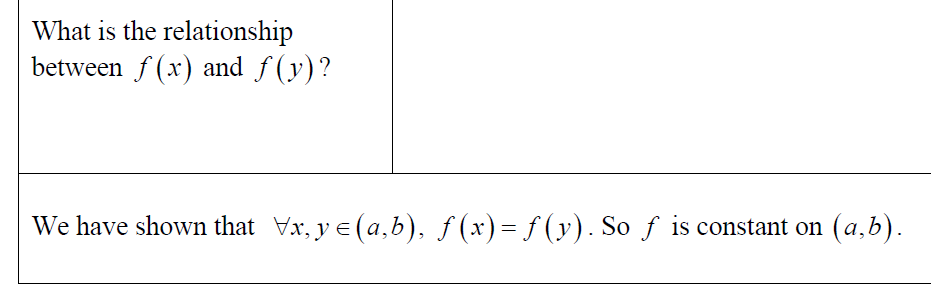 What is the relationship
between f(x) and f(y)?
We have shown that ∀x, y ∈ (a,b), f(x) = f(y). So f is constant on (a,b).